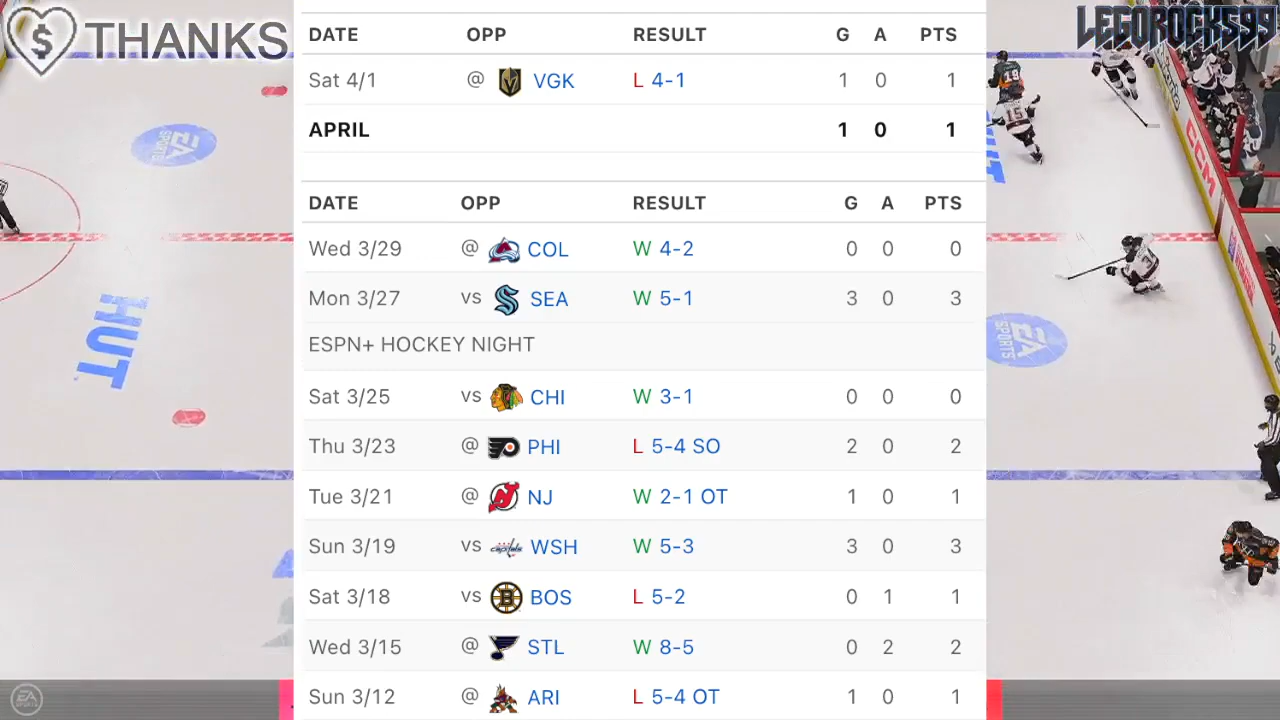 THANKS
LEGOROCKS99
DATE OPP RESULT G A PTS
Sat 4/1 @ VGK L 4-1 1 0 1
APRIL 1 0 1
DATE OPP RESULT G A PTS
Wed 3/29 @ COL W 4-2 0 0 0
Mon 3/27 vs SEA W 5-1 3 0 3
ESPN+ HOCKEY NIGHT
Sat 3/25 vs CHI W 3-1 0 0 0
Thu 3/23 @ PHI L 5-4 SO 2 0 2
Tue 3/21 @ NJ W 2-1 OT 1 0 1
Sun 3/19 vs capitals WSH W 5-3 3 0 3
Sat 3/18 vs B BOS L 5-2 0 1 1
Wed 3/15 @ STL W 8-5 0 2 2
Sun 3/12 @ ARI L 5-4 OT 1 0 1
EA SPORTS
HUT
19
15
CCM
EA SPORTS
EA SPORTS